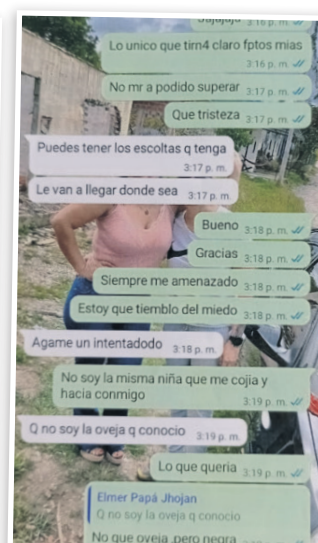 Jajajaja 3:16 p. m.
Lo unico que tirn4 claro fptos mias
3:16 p. m.
No mr a podido superar 3:17 p. m.
Que tristeza 3:17 p. m.
Puedes tener los escoltas q tenga
3:17 p. m.
Le van a llegar donde sea 3:17 p. m.
Bueno 3:18 p. m.
Gracias 3:18 p. m.
Siempre me amenazado 3:18 p. m.
Estoy que tiemblo del miedo 3:18 p. m.
Agame un intentadodo 3:18 p. m.
No soy la misma niña que me cojia y
hacia conmigo
3:19 p. m.
Q no soy la oveja q conocio 3:19 p. m.
Lo que queria 3:19 p. m.
Elmer Papá Jhojan
Q no soy la oveja q conocio
No que oveja .pero negra